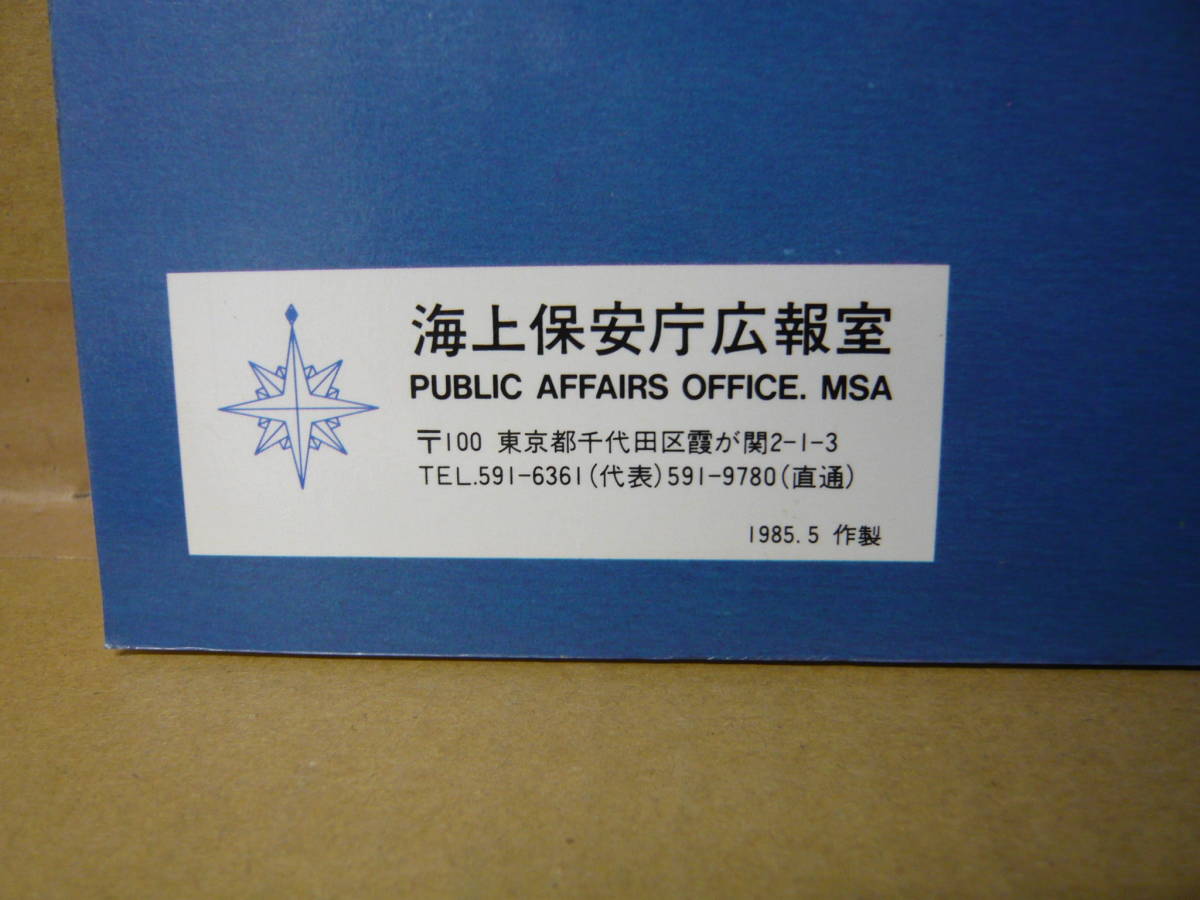 海上保安庁広報室
PUBLIC AFFAIRS OFFICE. MSA
〒100 東京都千代田区霞が関2-1-3
TEL.591-6361(代表)591-9780(直通)
1985.5 作製